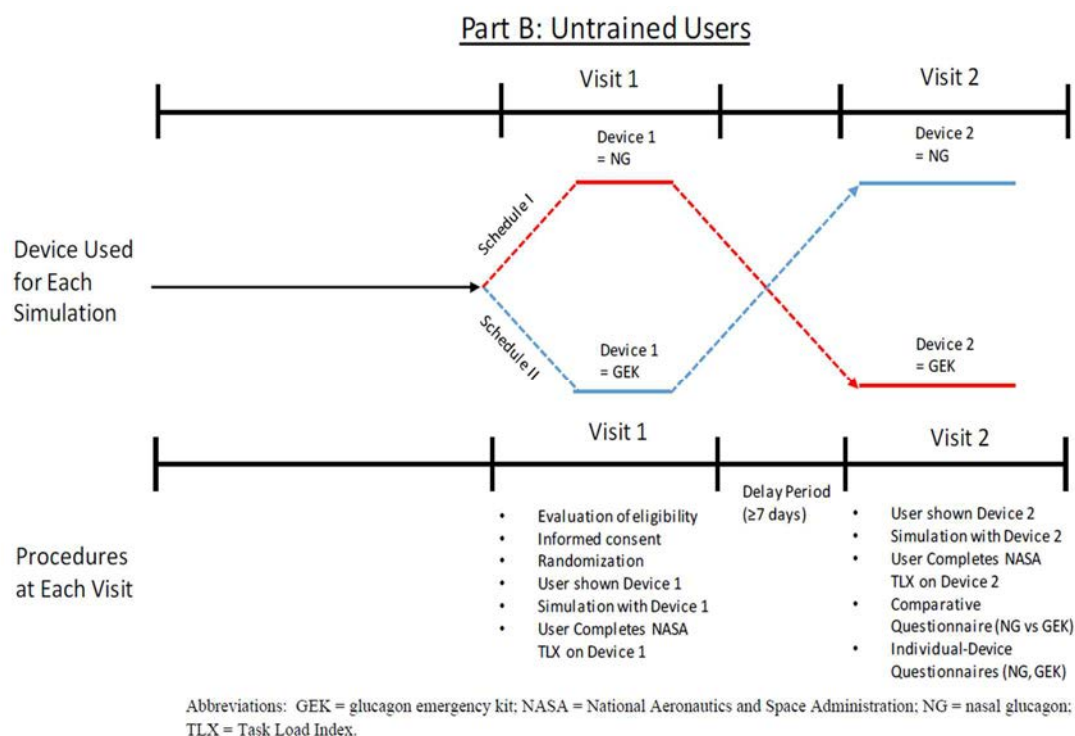 Part B: Untrained Users
Visit 1
Visit 2
Device 1
= NG
Device 2
= NG
Schedule I
Device Used
for Each
Simulation
Schedule II
Device 1
= GEK
Device 2
= GEK
Visit 1
Visit 2
Delay Period
(≥7 days)
Procedures
at Each Visit
• Evaluation of eligibility
• Informed consent
• Randomization
• User shown Device 1
• Simulation with Device 1
• User Completes NASA
TLX on Device 1
• User shown Device 2
• Simulation with Device 2
• User Completes NASA
TLX on Device 2
• Comparative
Questionnaire (NG vs GEK)
• Individual-Device
Questionnaires (NG, GEK)
Abbreviations: GEK = glucagon emergency kit; NASA = National Aeronautics and Space Administration; NG = nasal glucagon;
TLX = Task Load Index.